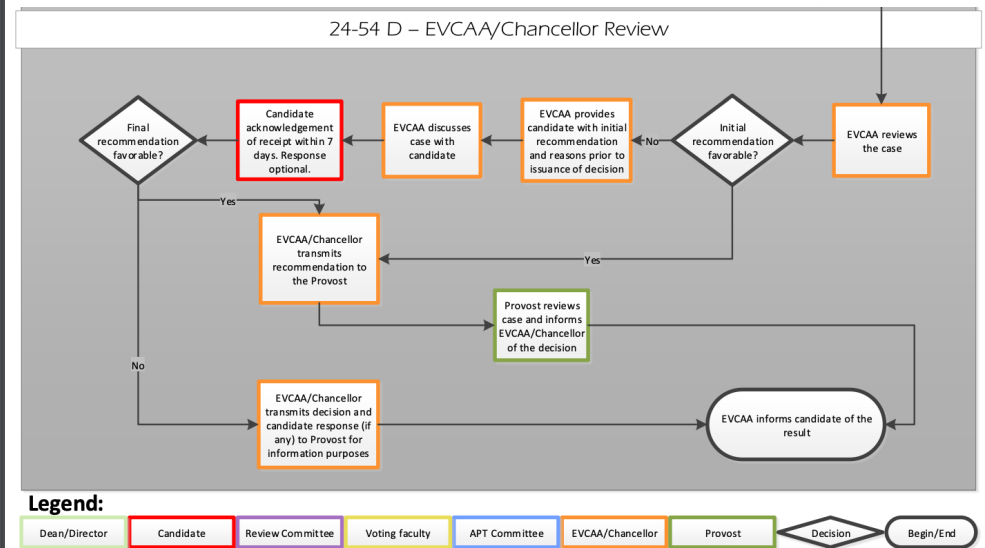 24-54 D – EVCAA/Chancellor Review
Final
recommendation
favorable?
Candidate
acknowledgement
of receipt within 7
days. Response
optional.
EVCAA discusses
case with
candidate
EVCAA provides
candidate with initial
recommendation
and reasons prior to
issuance of decision
No
Initial
recommendation
favorable?
EVCAA reviews
the case
Yes
EVCAA/Chancellor
transmits
recommendation to
the Provost
Yes
Provost reviews
case and informs
EVCAA/Chancellor
of the decision
No
EVCAA/Chancellor
transmits decision and
candidate response (if
any) to Provost for
information purposes
EVCAA informs candidate of the
result
Legend:
Dean/Director
Candidate
Review Committee
Voting faculty
APT Committee
EVCAA/Chancellor
Provost
Decision
Begin/End